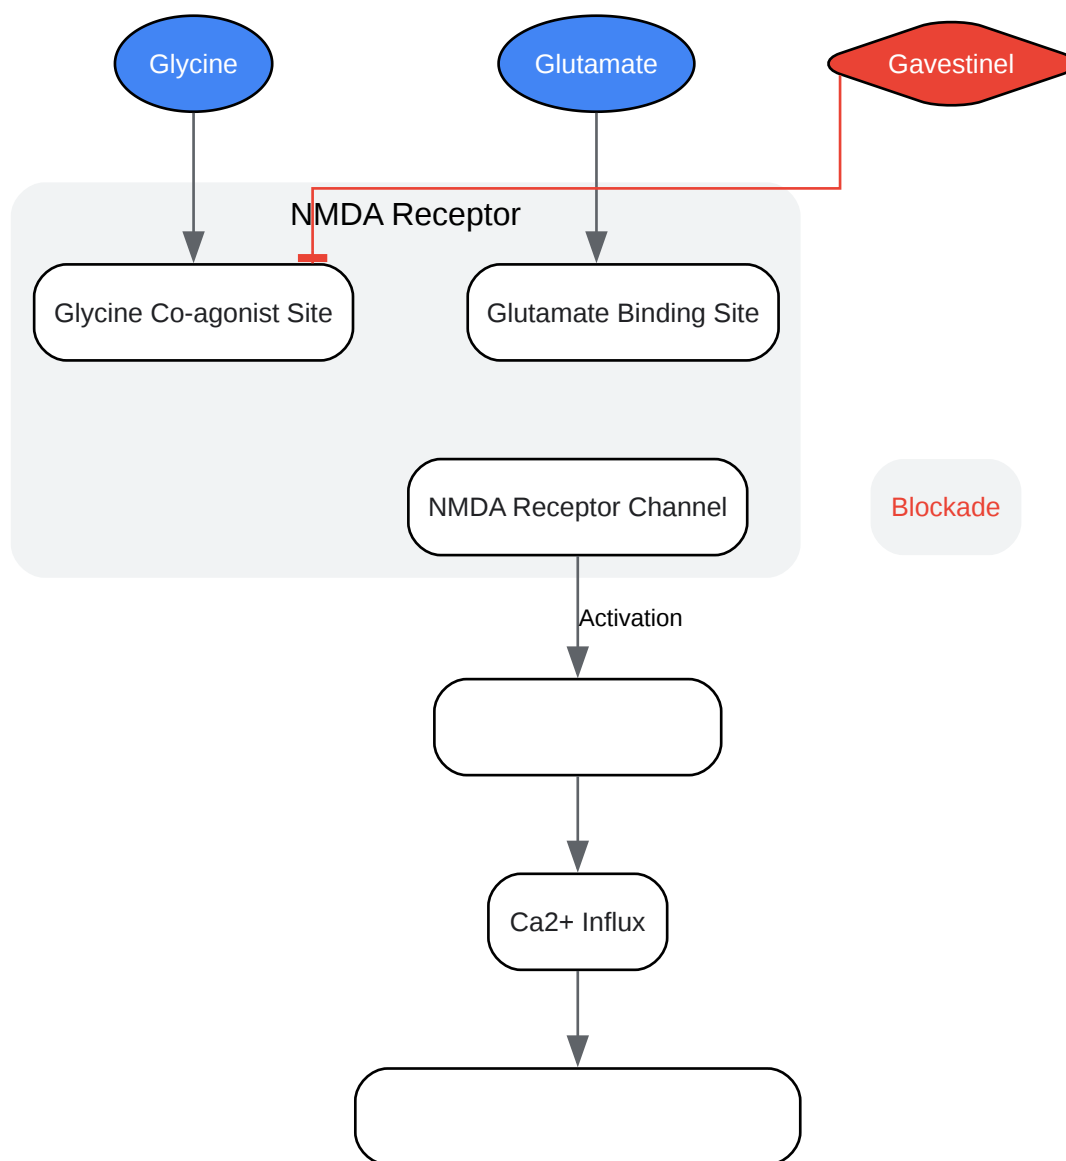 Glycine
Glutamate
Gavestinel
NMDA Receptor
Glycine Co-agonist Site
Glutamate Binding Site
NMDA Receptor Channel
Blockade
Activation
Ca2+ Influx